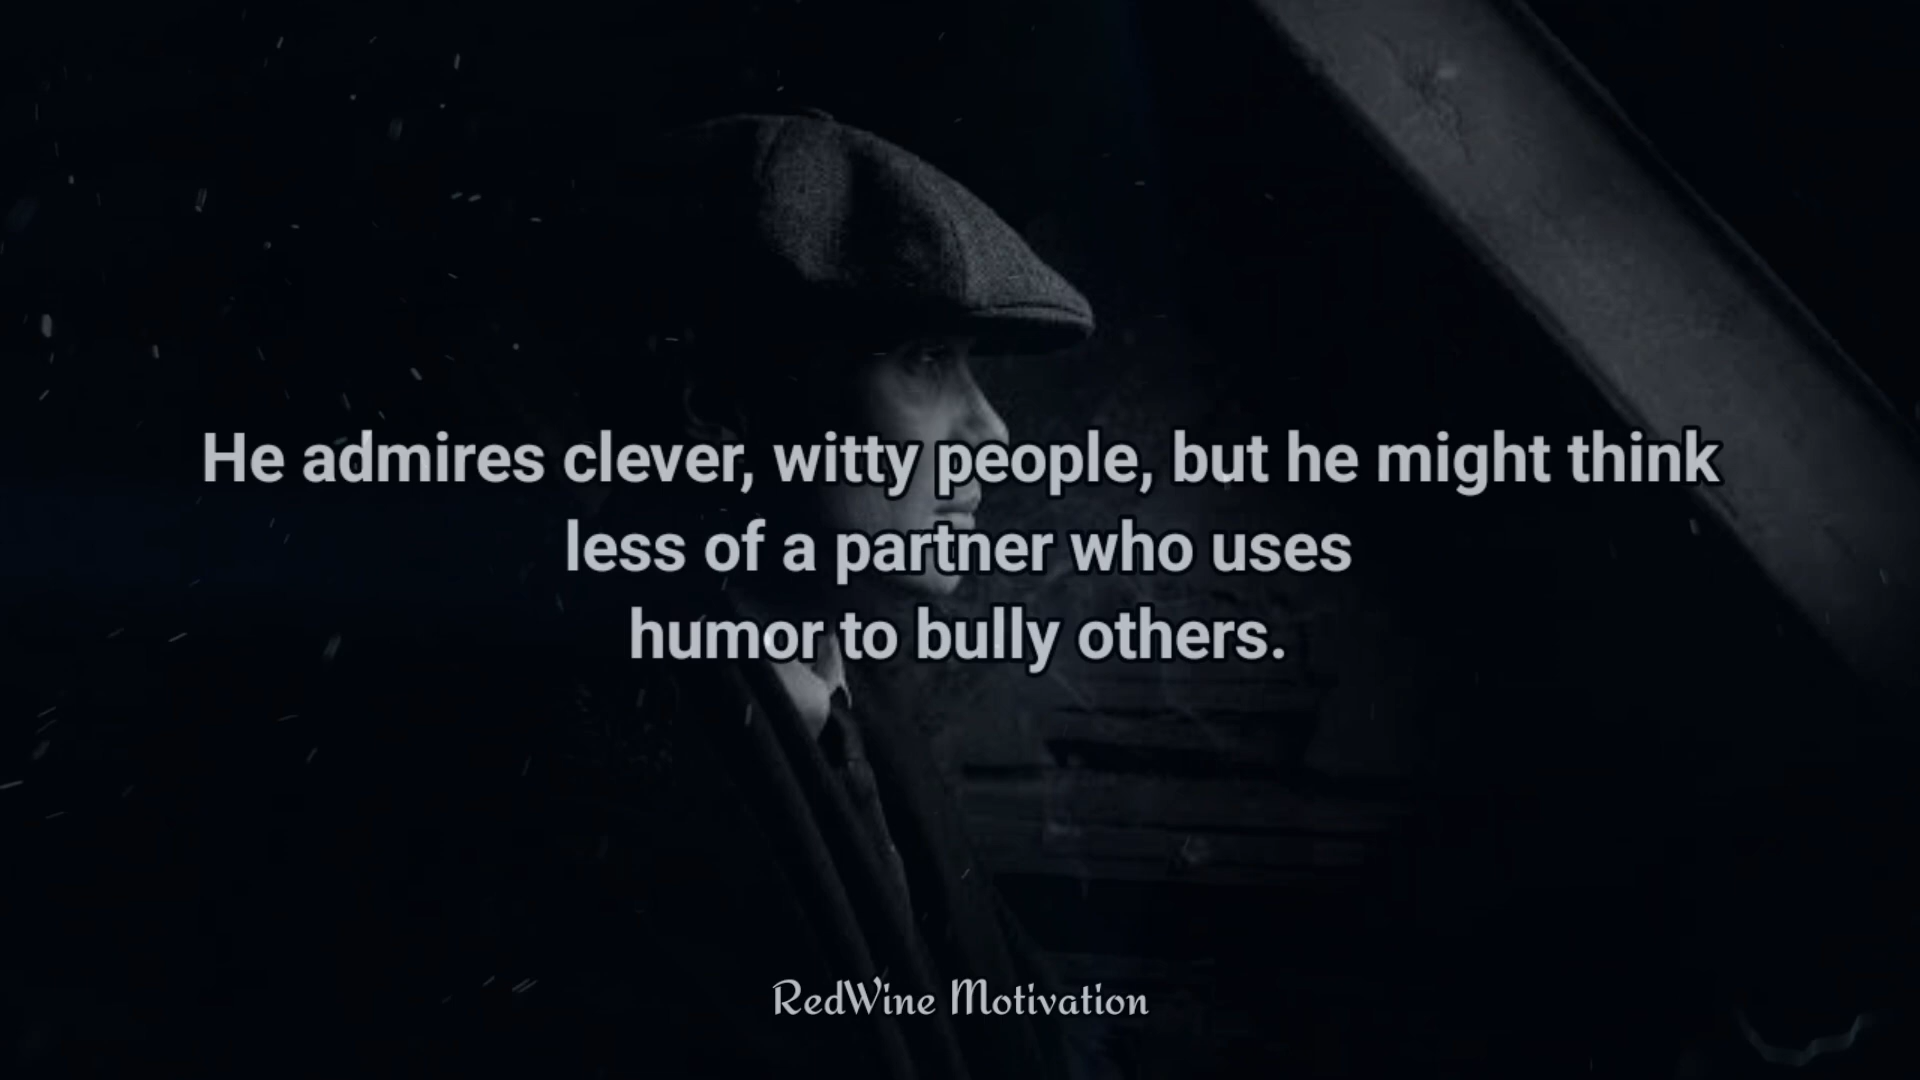 He admires clever, witty people, but he might think
less of a partner who uses
humor to bully others.
RedWine Motivation